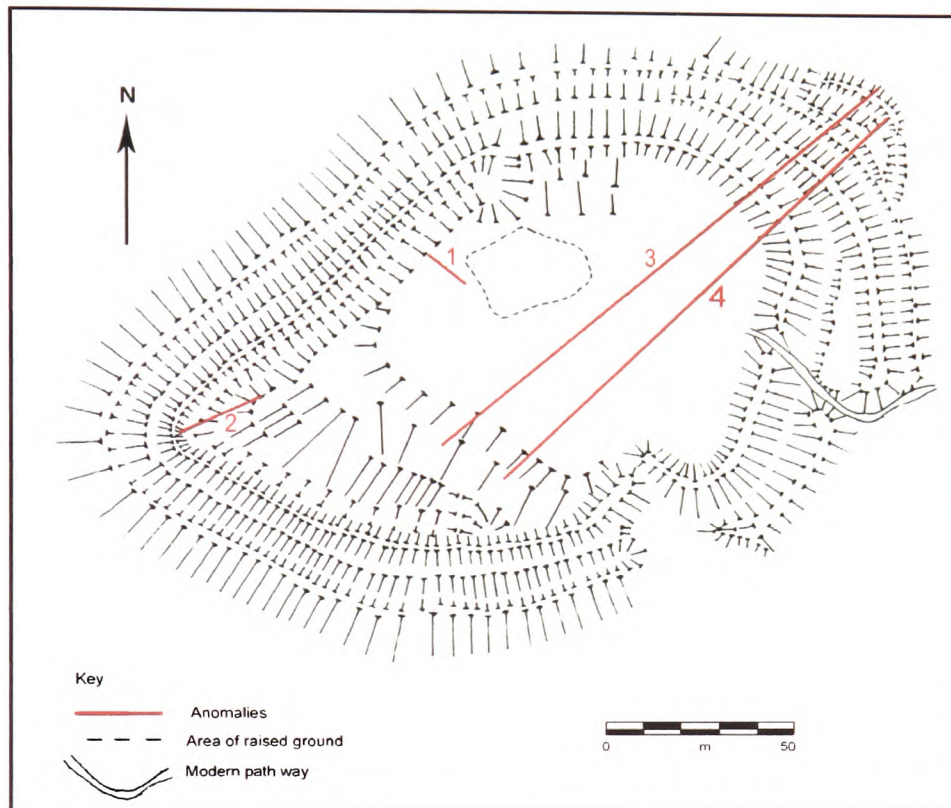 N
1
3
4
2
Key
Anomalies
Area of raised ground
Modern path way
0 m 50